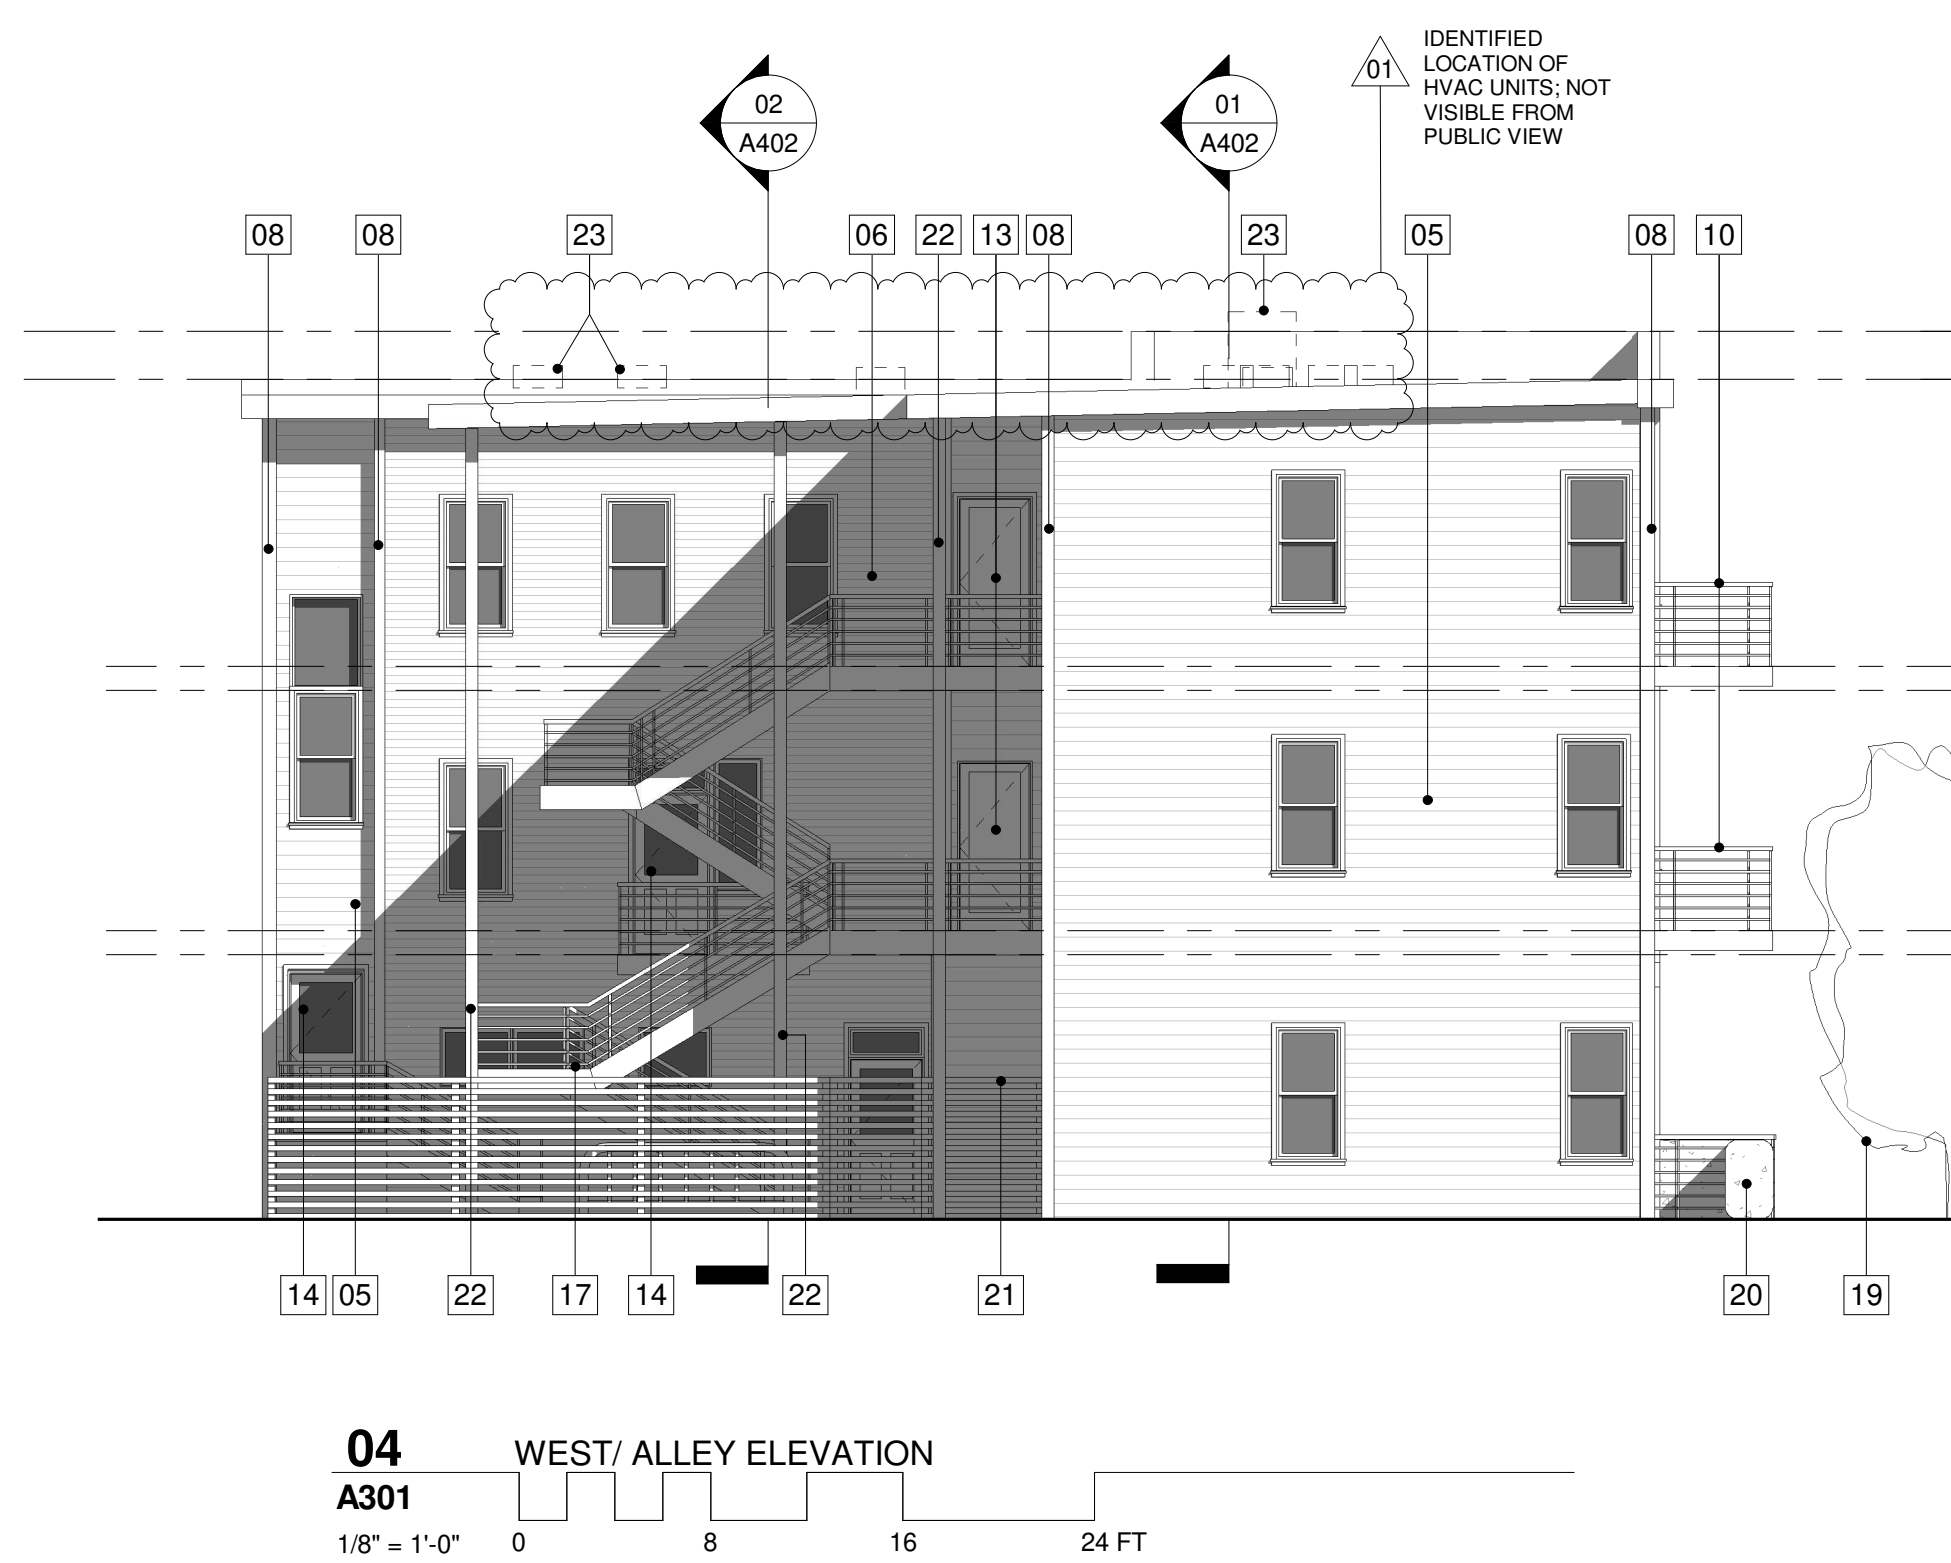 IDENTIFIED
LOCATION OF
HVAC UNITS; NOT
VISIBLE FROM
PUBLIC VIEW
01
02
A402
01
A402
08
08
23
06
22
13
08
23
05
08
10
14
05
22
17
14
22
21
20
19
04
WEST/ ALLEY ELEVATION
A301
1/8" = 1'-0"
0
8
16
24 FT